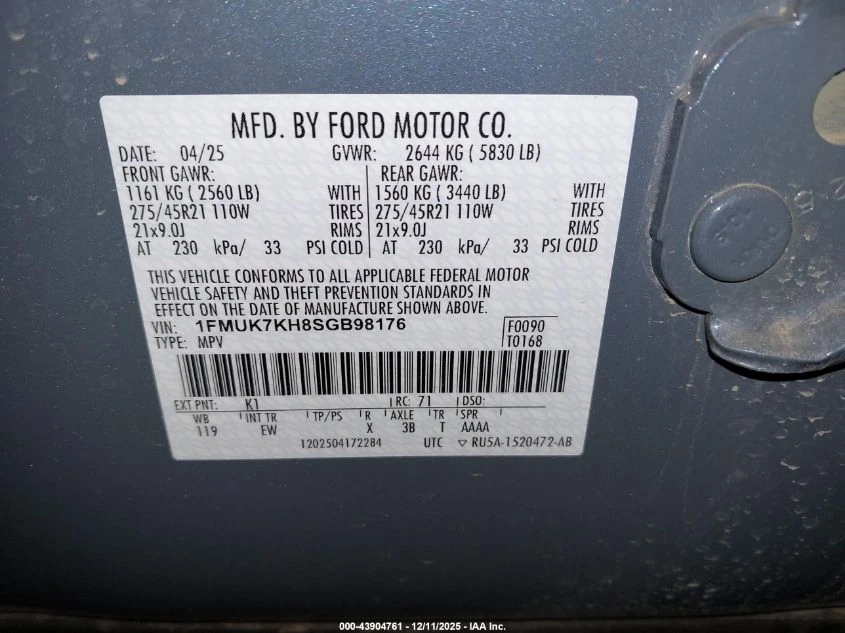 MFD. BY FORD MOTOR CO.
DATE: 04/25 GVWR: 2644 KG ( 5830 LB)
FRONT GAWR: REAR GAWR:
1161 KG ( 2560 LB) WITH 1560 KG ( 3440 LB) WITH
275/45R21 110W TIRES 275/45R21 110W TIRES
21x9.0J RIMS 21x9.0J RIMS
AT 230 kPa/ 33 PSI COLD AT 230 kPa/ 33 PSI COLD
THIS VEHICLE CONFORMS TO ALL APPLICABLE FEDERAL MOTOR
VEHICLE SAFETY AND THEFT PREVENTION STANDARDS IN
EFFECT ON THE DATE OF MANUFACTURE SHOWN ABOVE.
VIN: 1FMUK7KH8SGB98176 F0090
TYPE: MPV T0168
EXT PNT: K1 RC: 71 DSO:
WB INT TR TP/PS R AXLE TR SPR
119 EW X 3B T AAAA
1202504172284 UTC ▽ RU5A-1520472-AB
000-43904761 - 12/11/2025 - IAA Inc.